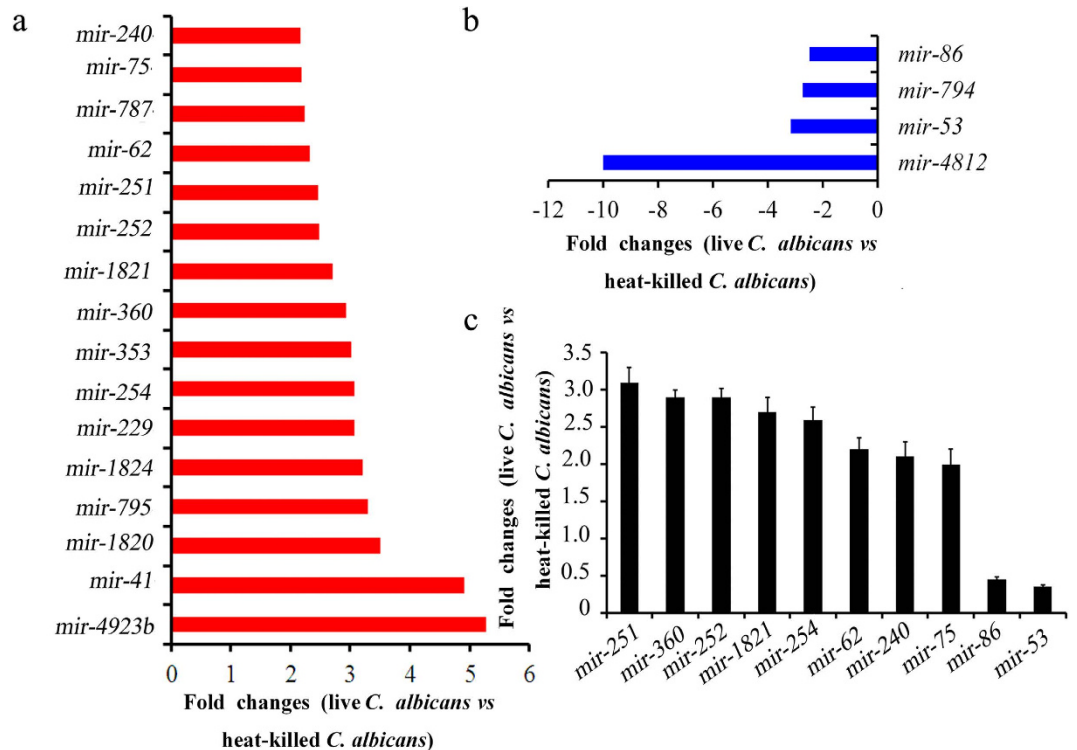 a
mir-240
mir-75
mir-787
mir-62
mir-251
mir-252
mir-1821
mir-360
mir-353
mir-254
mir-229
mir-1824
mir-795
mir-1820
mir-41
mir-4923b
0 1 2 3 4 5 6
Fold changes (live C. albicans vs
heat-killed C. albicans)
b
mir-86
mir-794
mir-53
mir-4812
-12 -10 -8 -6 -4 -2 0
Fold changes (live C. albicans vs
heat-killed C. albicans)
c
Fold changes (live C. albicans vs
heat-killed C. albicans)
3.5
3.0
2.5
2.0
1.5
1.0
0.5
0
mir-251 mir-360 mir-252 mir-1821 mir-254 mir-62 mir-240 mir-75 mir-86 mir-53